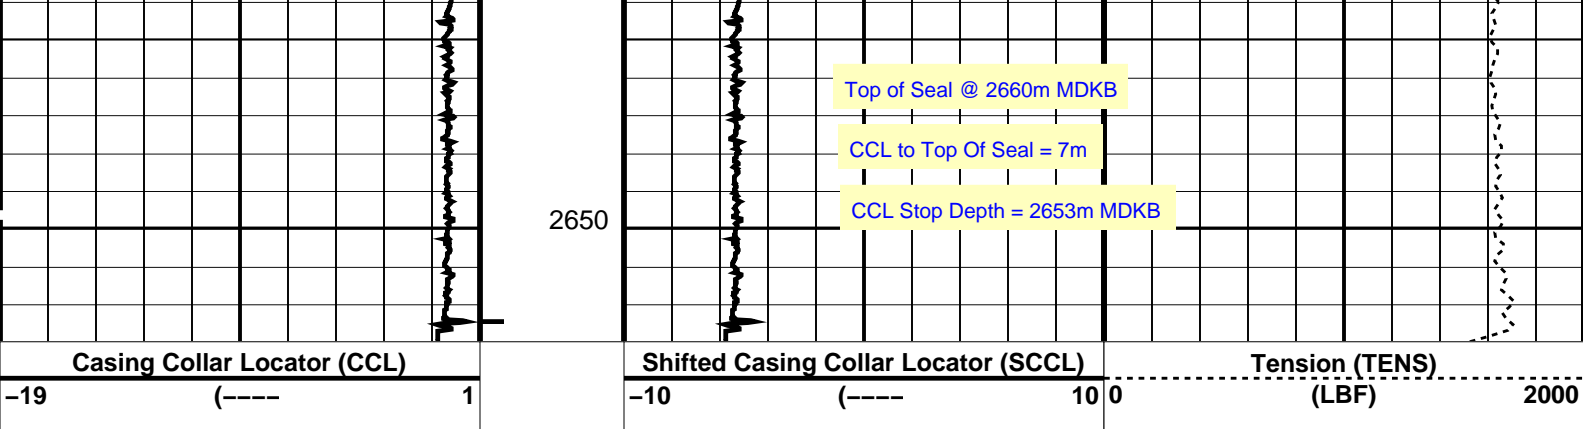 Top of Seal @ 2660m MDKB
CCL to Top Of Seal = 7m
CCL Stop Depth = 2653m MDKB
2650
Casing Collar Locator (CCL)
−19 (−−−− 1
Shifted Casing Collar Locator (SCCL)
−10 (−−−− 10
Tension (TENS)
0 (LBF) 2000